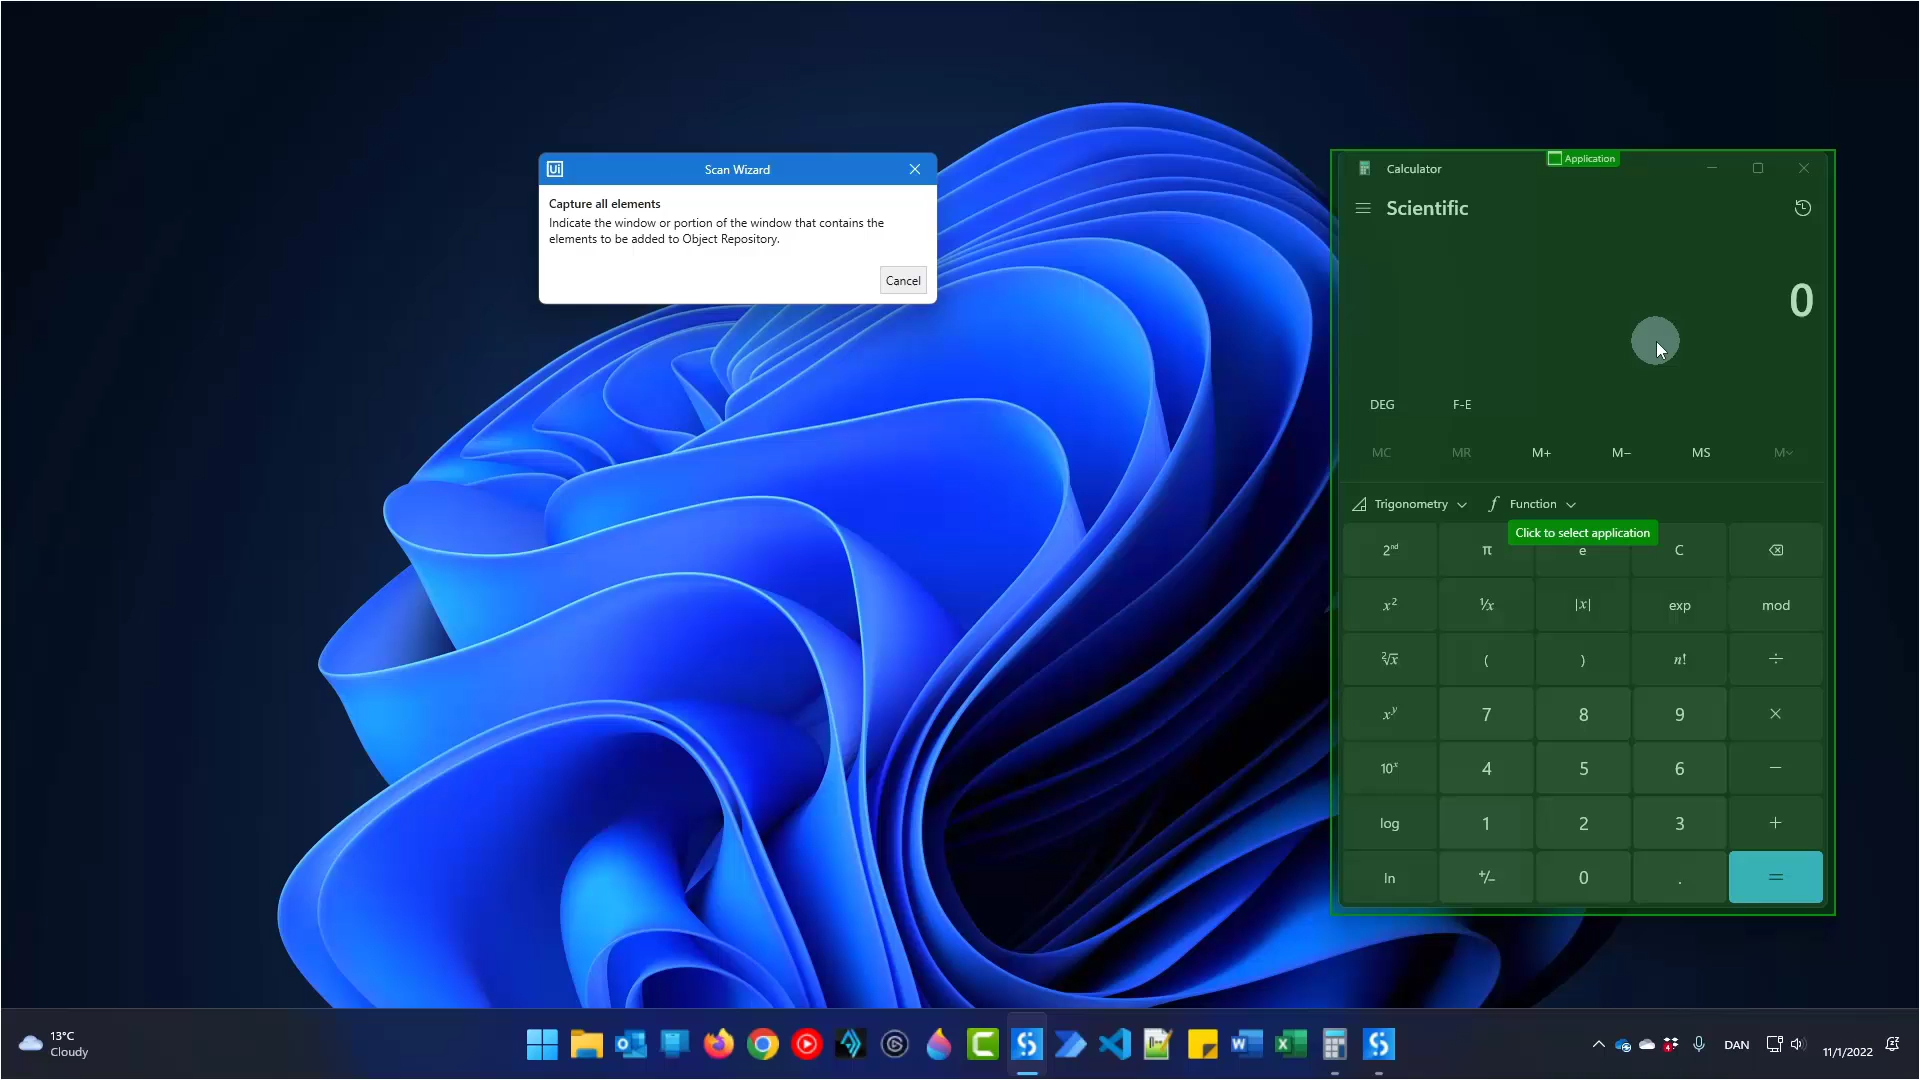 Ui
Scan Wizard
Capture all elements
Indicate the window or portion of the window that contains the
elements to be added to Object Repository.
Cancel
Application
Calculator
Scientific
0
DEG F-E
MC MR M+ M− MS M
Trigonometry Function
Click to select application
2ⁿᵈ π e C
x² ¹⁄x |x| exp mod
²√x ( ) n! ÷
xʸ 7 8 9 ×
10ˣ 4 5 6 −
log 1 2 3 +
ln +/− 0 . =
13°C
Cloudy
DAN
11/1/2022